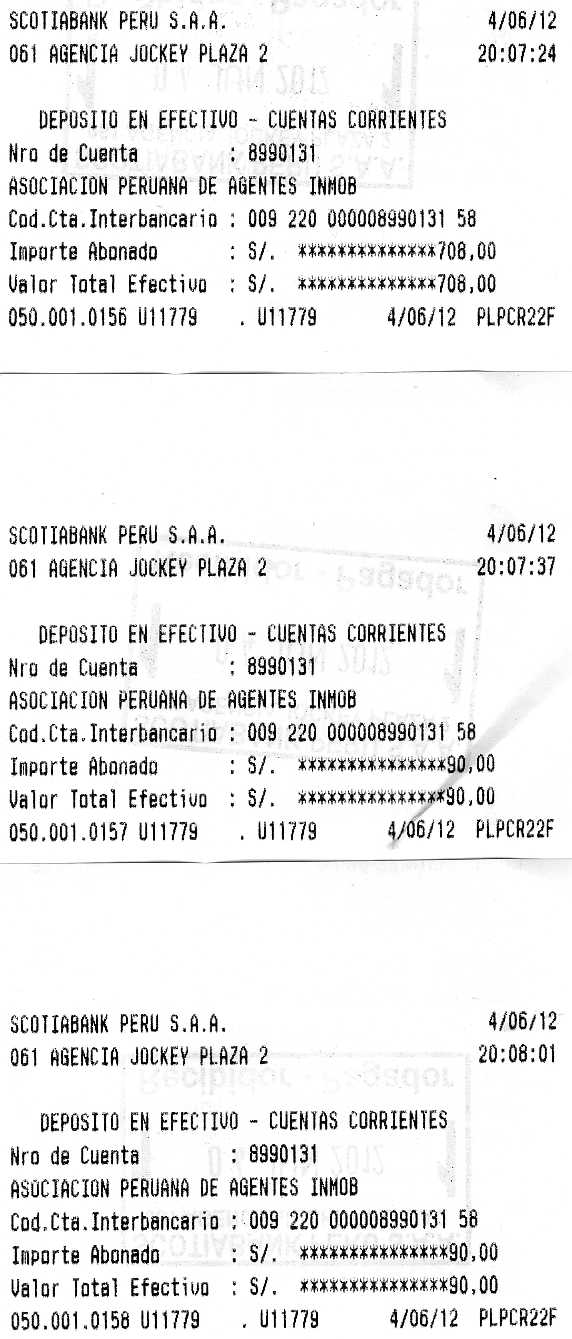 SCOTIABANK PERU S.A.A. 4/06/12
061 AGENCIA JOCKEY PLAZA 2 20:07:24
DEPOSITO EN EFECTIVO - CUENTAS CORRIENTES
Nro de Cuenta : 8990131
ASOCIACION PERUANA DE AGENTES INMOB
Cod.Cta.Interbancario : 009 220 000008990131 58
Importe Abonado : S/. **************708,00
Valor Total Efectivo : S/. **************708,00
050.001.0156 U11779 . U11779 4/06/12 PLPCR22F
SCOTIABANK PERU S.A.A. 4/06/12
061 AGENCIA JOCKEY PLAZA 2 20:07:37
DEPOSITO EN EFECTIVO - CUENTAS CORRIENTES
Nro de Cuenta : 8990131
ASOCIACION PERUANA DE AGENTES INMOB
Cod.Cta.Interbancario : 009 220 000008990131 58
Importe Abonado : S/. ***************90,00
Valor Total Efectivo : S/. ***************90,00
050.001.0157 U11779 . U11779 4/06/12 PLPCR22F
SCOTIABANK PERU S.A.A. 4/06/12
061 AGENCIA JOCKEY PLAZA 2 20:08:01
DEPOSITO EN EFECTIVO - CUENTAS CORRIENTES
Nro de Cuenta : 8990131
ASOCIACION PERUANA DE AGENTES INMOB
Cod.Cta.Interbancario : 009 220 000008990131 58
Importe Abonado : S/. ***************90,00
Valor Total Efectivo : S/. ***************90,00
050.001.0158 U11779 . U11779 4/06/12 PLPCR22F